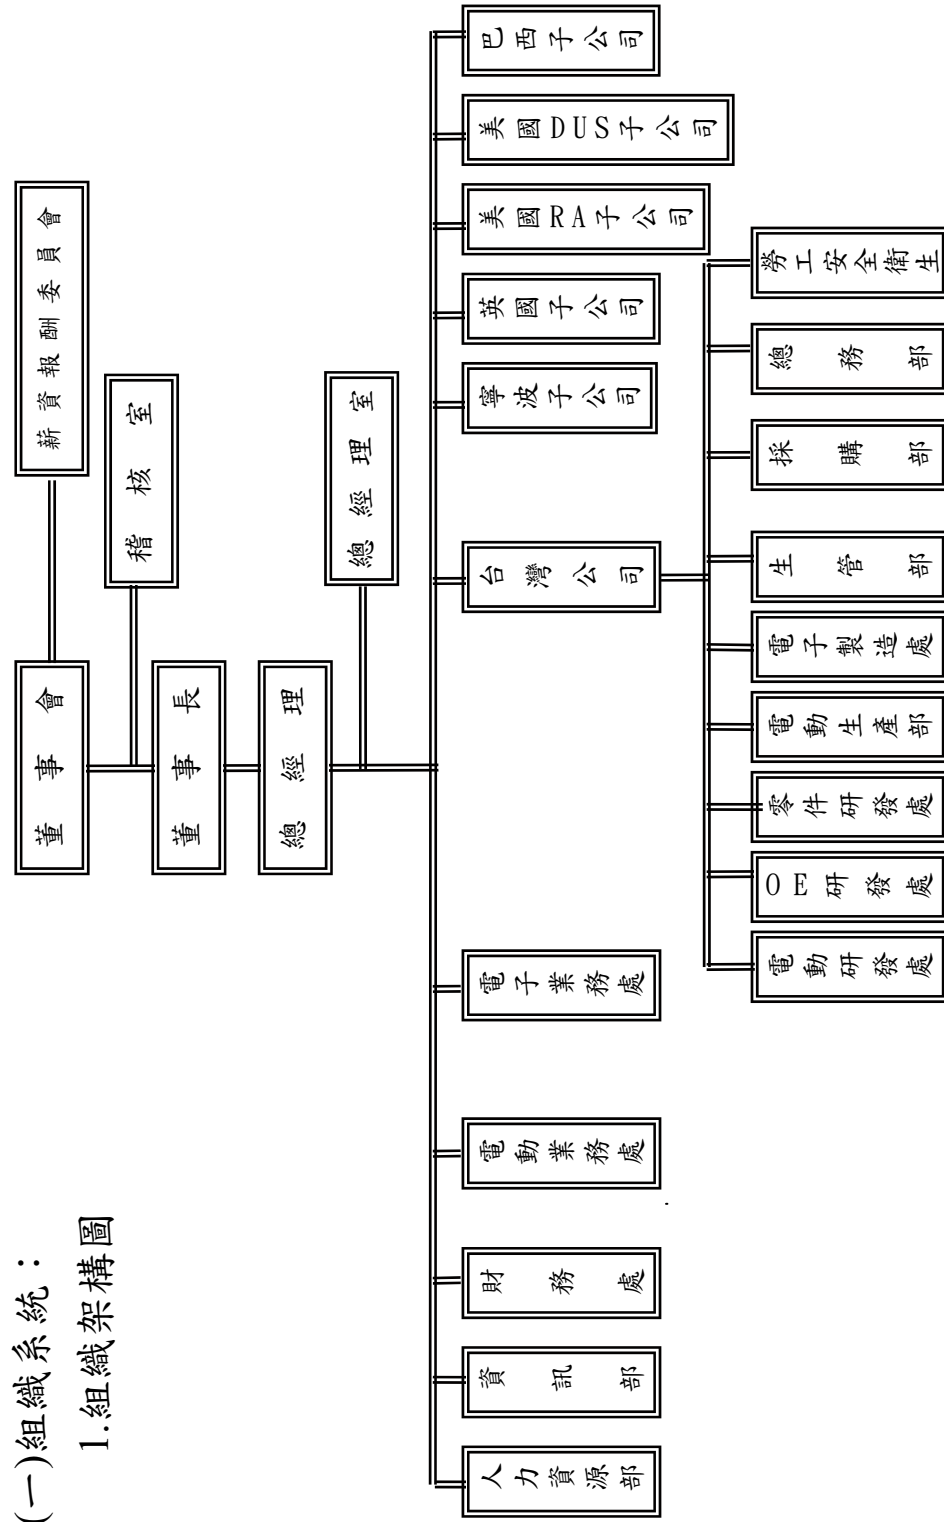 (一)組織系統：
1.組織架構圖
董事會
薪資報酬委員會
稽核室
董事長
總經理
總經理室
人力資源部
資訊部
財務處
電動業務處
電子業務處
台灣公司
寧波子公司
英國子公司
美國RA子公司
美國DUS子公司
巴西子公司
電動研發處
OE研發處
零件研發處
電動生產部
電子製造處
生管部
採購部
總務部
勞工安全衛生